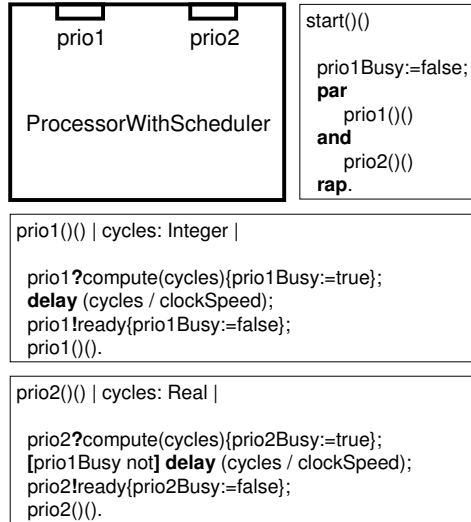 prio1
prio2
ProcessorWithScheduler
start()()
prio1Busy:=false;
par
prio1()()
and
prio2()()
rap.
prio1()() | cycles: Integer |
prio1?compute(cycles){prio1Busy:=true};
delay (cycles / clockSpeed);
prio1!ready{prio1Busy:=false};
prio1()().
prio2()() | cycles: Real |
prio2?compute(cycles){prio2Busy:=true};
[prio1Busy not] delay (cycles / clockSpeed);
prio2!ready{prio2Busy:=false};
prio2()().